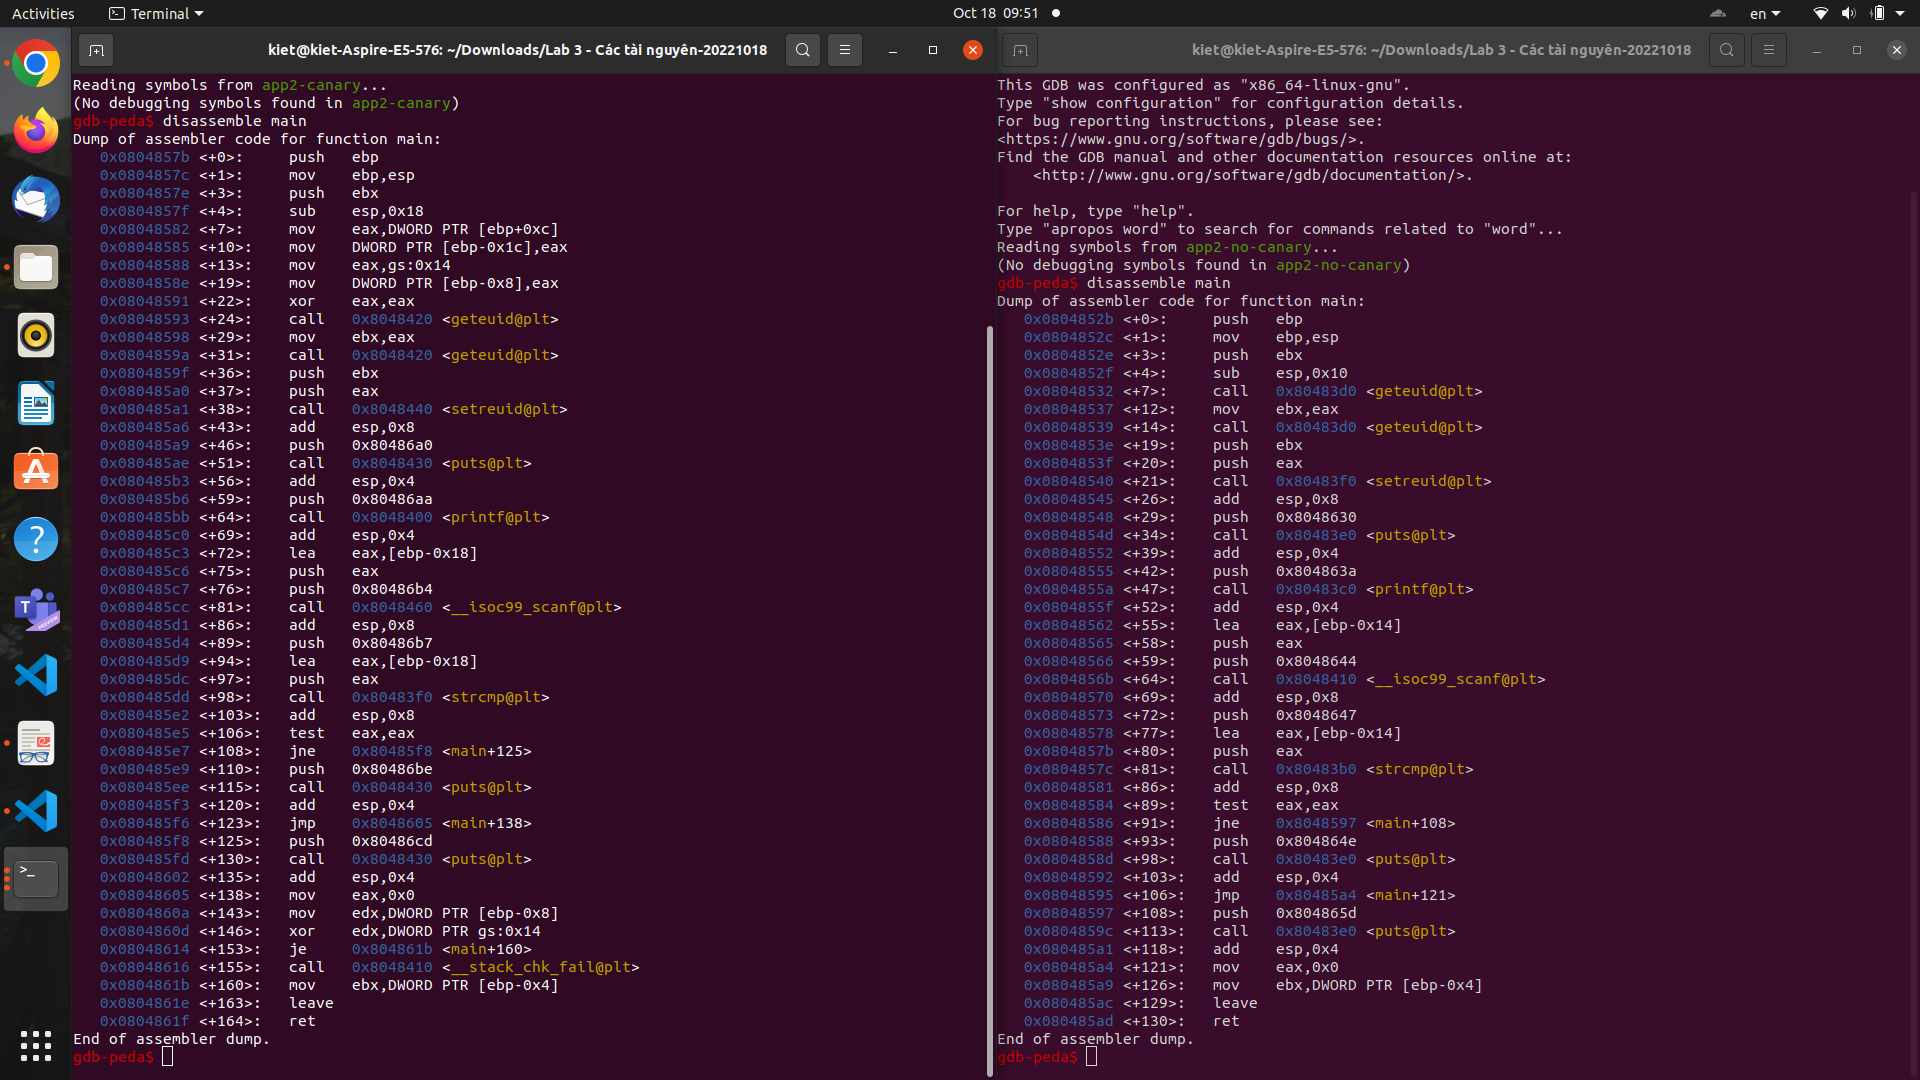 Activities
Terminal
Oct 18 09:51
en
kiet@kiet-Aspire-E5-576: ~/Downloads/Lab 3 - Các tài nguyên-20221018
Reading symbols from app2-canary...
(No debugging symbols found in app2-canary)
gdb-peda$ disassemble main
Dump of assembler code for function main:
0x0804857b <+0>: push ebp
0x0804857c <+1>: mov ebp,esp
0x0804857e <+3>: push ebx
0x0804857f <+4>: sub esp,0x18
0x08048582 <+7>: mov eax,DWORD PTR [ebp+0xc]
0x08048585 <+10>: mov DWORD PTR [ebp-0x1c],eax
0x08048588 <+13>: mov eax,gs:0x14
0x0804858e <+19>: mov DWORD PTR [ebp-0x8],eax
0x08048591 <+22>: xor eax,eax
0x08048593 <+24>: call 0x8048420 <geteuid@plt>
0x08048598 <+29>: mov ebx,eax
0x0804859a <+31>: call 0x8048420 <geteuid@plt>
0x0804859f <+36>: push ebx
0x080485a0 <+37>: push eax
0x080485a1 <+38>: call 0x8048440 <setreuid@plt>
0x080485a6 <+43>: add esp,0x8
0x080485a9 <+46>: push 0x80486a0
0x080485ae <+51>: call 0x8048430 <puts@plt>
0x080485b3 <+56>: add esp,0x4
0x080485b6 <+59>: push 0x80486aa
0x080485bb <+64>: call 0x8048400 <printf@plt>
0x080485c0 <+69>: add esp,0x4
0x080485c3 <+72>: lea eax,[ebp-0x18]
0x080485c6 <+75>: push eax
0x080485c7 <+76>: push 0x80486b4
0x080485cc <+81>: call 0x8048460 <__isoc99_scanf@plt>
0x080485d1 <+86>: add esp,0x8
0x080485d4 <+89>: push 0x80486b7
0x080485d9 <+94>: lea eax,[ebp-0x18]
0x080485dc <+97>: push eax
0x080485dd <+98>: call 0x80483f0 <strcmp@plt>
0x080485e2 <+103>: add esp,0x8
0x080485e5 <+106>: test eax,eax
0x080485e7 <+108>: jne 0x80485f8 <main+125>
0x080485e9 <+110>: push 0x80486be
0x080485ee <+115>: call 0x8048430 <puts@plt>
0x080485f3 <+120>: add esp,0x4
0x080485f6 <+123>: jmp 0x8048605 <main+138>
0x080485f8 <+125>: push 0x80486cd
0x080485fd <+130>: call 0x8048430 <puts@plt>
0x08048602 <+135>: add esp,0x4
0x08048605 <+138>: mov eax,0x0
0x0804860a <+143>: mov edx,DWORD PTR [ebp-0x8]
0x0804860d <+146>: xor edx,DWORD PTR gs:0x14
0x08048614 <+153>: je 0x804861b <main+160>
0x08048616 <+155>: call 0x8048410 <__stack_chk_fail@plt>
0x0804861b <+160>: mov ebx,DWORD PTR [ebp-0x4]
0x0804861e <+163>: leave
0x0804861f <+164>: ret
End of assembler dump.
gdb-peda$
kiet@kiet-Aspire-E5-576: ~/Downloads/Lab 3 - Các tài nguyên-20221018
This GDB was configured as "x86_64-linux-gnu".
Type "show configuration" for configuration details.
For bug reporting instructions, please see:
<https://www.gnu.org/software/gdb/bugs/>.
Find the GDB manual and other documentation resources online at:
<http://www.gnu.org/software/gdb/documentation/>.
For help, type "help".
Type "apropos word" to search for commands related to "word"...
Reading symbols from app2-no-canary...
(No debugging symbols found in app2-no-canary)
gdb-peda$ disassemble main
Dump of assembler code for function main:
0x0804852b <+0>: push ebp
0x0804852c <+1>: mov ebp,esp
0x0804852e <+3>: push ebx
0x0804852f <+4>: sub esp,0x10
0x08048532 <+7>: call 0x80483d0 <geteuid@plt>
0x08048537 <+12>: mov ebx,eax
0x08048539 <+14>: call 0x80483d0 <geteuid@plt>
0x0804853e <+19>: push ebx
0x0804853f <+20>: push eax
0x08048540 <+21>: call 0x80483f0 <setreuid@plt>
0x08048545 <+26>: add esp,0x8
0x08048548 <+29>: push 0x8048630
0x0804854d <+34>: call 0x80483e0 <puts@plt>
0x08048552 <+39>: add esp,0x4
0x08048555 <+42>: push 0x804863a
0x0804855a <+47>: call 0x80483c0 <printf@plt>
0x0804855f <+52>: add esp,0x4
0x08048562 <+55>: lea eax,[ebp-0x14]
0x08048565 <+58>: push eax
0x08048566 <+59>: push 0x8048644
0x0804856b <+64>: call 0x8048410 <__isoc99_scanf@plt>
0x08048570 <+69>: add esp,0x8
0x08048573 <+72>: push 0x8048647
0x08048578 <+77>: lea eax,[ebp-0x14]
0x0804857b <+80>: push eax
0x0804857c <+81>: call 0x80483b0 <strcmp@plt>
0x08048581 <+86>: add esp,0x8
0x08048584 <+89>: test eax,eax
0x08048586 <+91>: jne 0x8048597 <main+108>
0x08048588 <+93>: push 0x804864e
0x0804858d <+98>: call 0x80483e0 <puts@plt>
0x08048592 <+103>: add esp,0x4
0x08048595 <+106>: jmp 0x80485a4 <main+121>
0x08048597 <+108>: push 0x804865d
0x0804859c <+113>: call 0x80483e0 <puts@plt>
0x080485a1 <+118>: add esp,0x4
0x080485a4 <+121>: mov eax,0x0
0x080485a9 <+126>: mov ebx,DWORD PTR [ebp-0x4]
0x080485ac <+129>: leave
0x080485ad <+130>: ret
End of assembler dump.
gdb-peda$